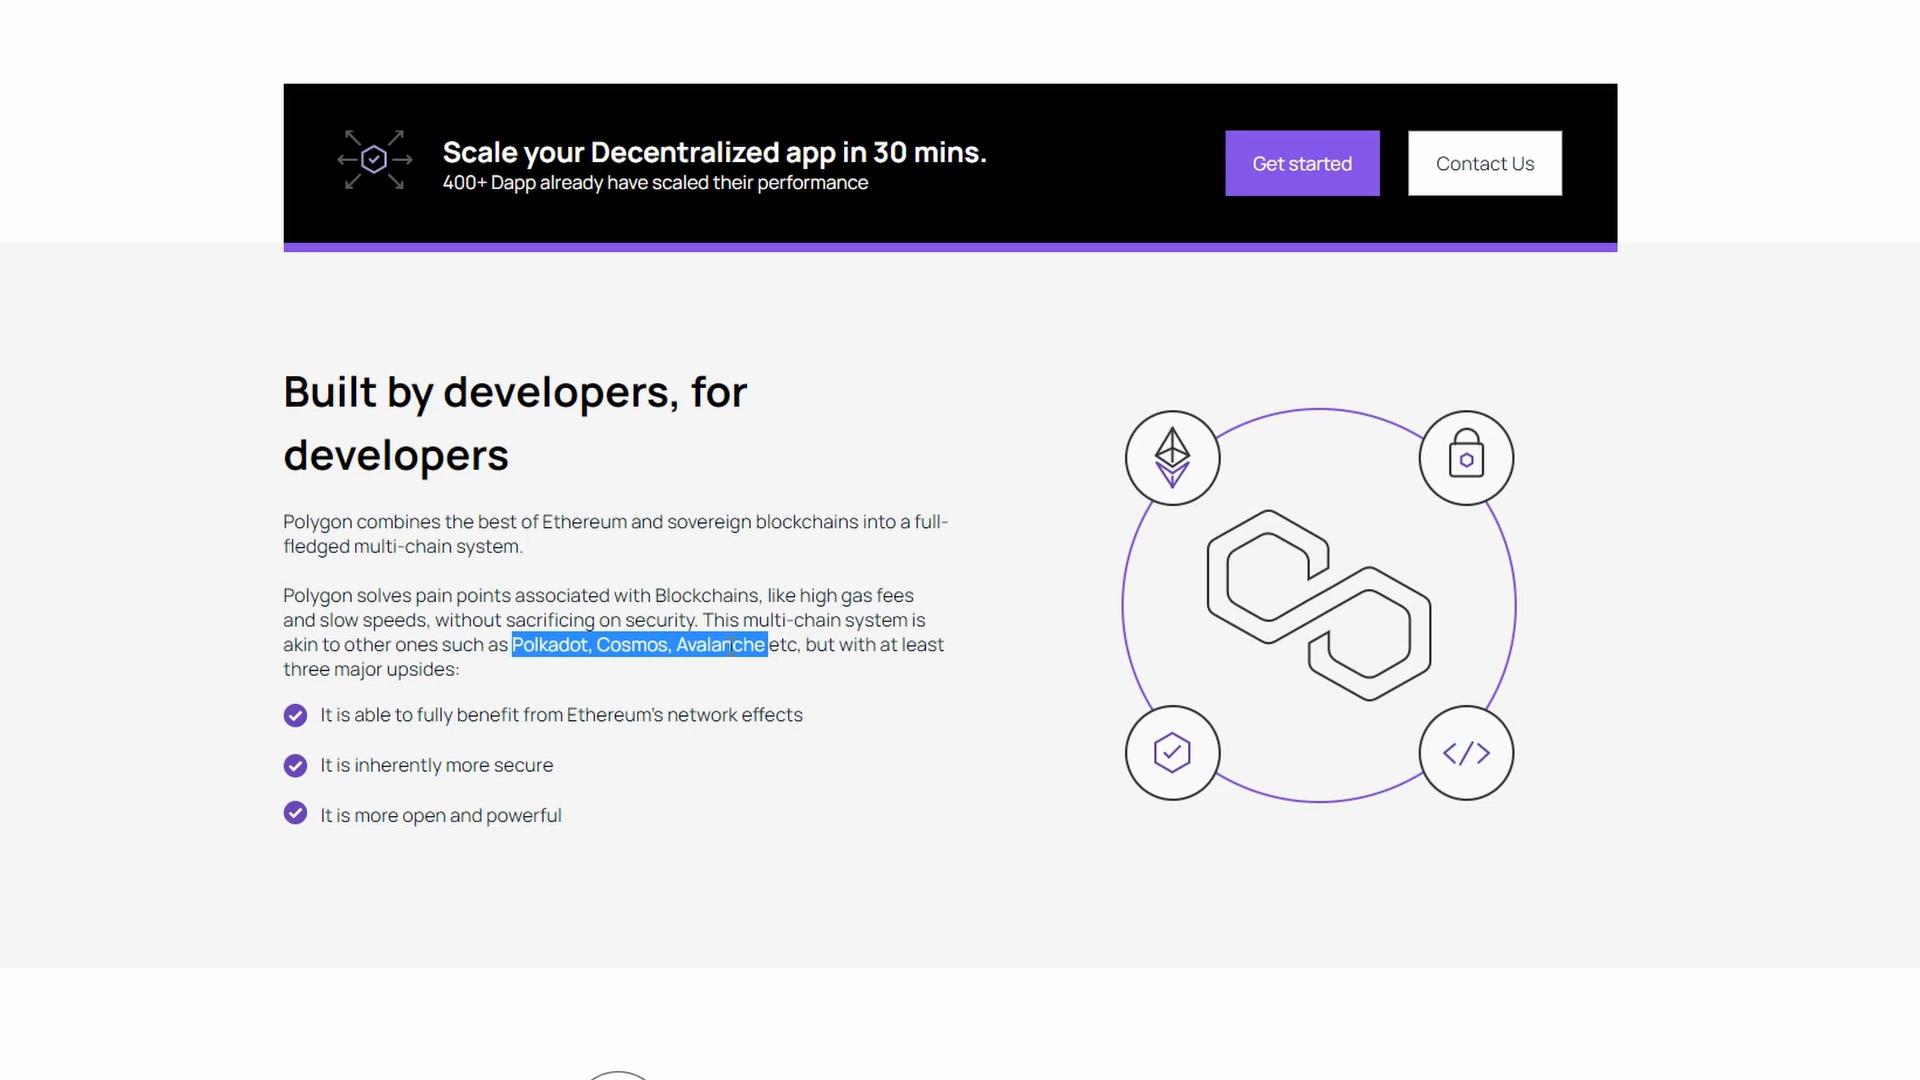 Scale your Decentralized app in 30 mins.
400+ Dapp already have scaled their performance
Get started
Contact Us
Built by developers, for
developers
Polygon combines the best of Ethereum and sovereign blockchains into a full-
fledged multi-chain system.
Polygon solves pain points associated with Blockchains, like high gas fees
and slow speeds, without sacrificing on security. This multi-chain system is
akin to other ones such as Polkadot, Cosmos, Avalanche etc, but with at least
three major upsides:
It is able to fully benefit from Ethereum's network effects
It is inherently more secure
It is more open and powerful